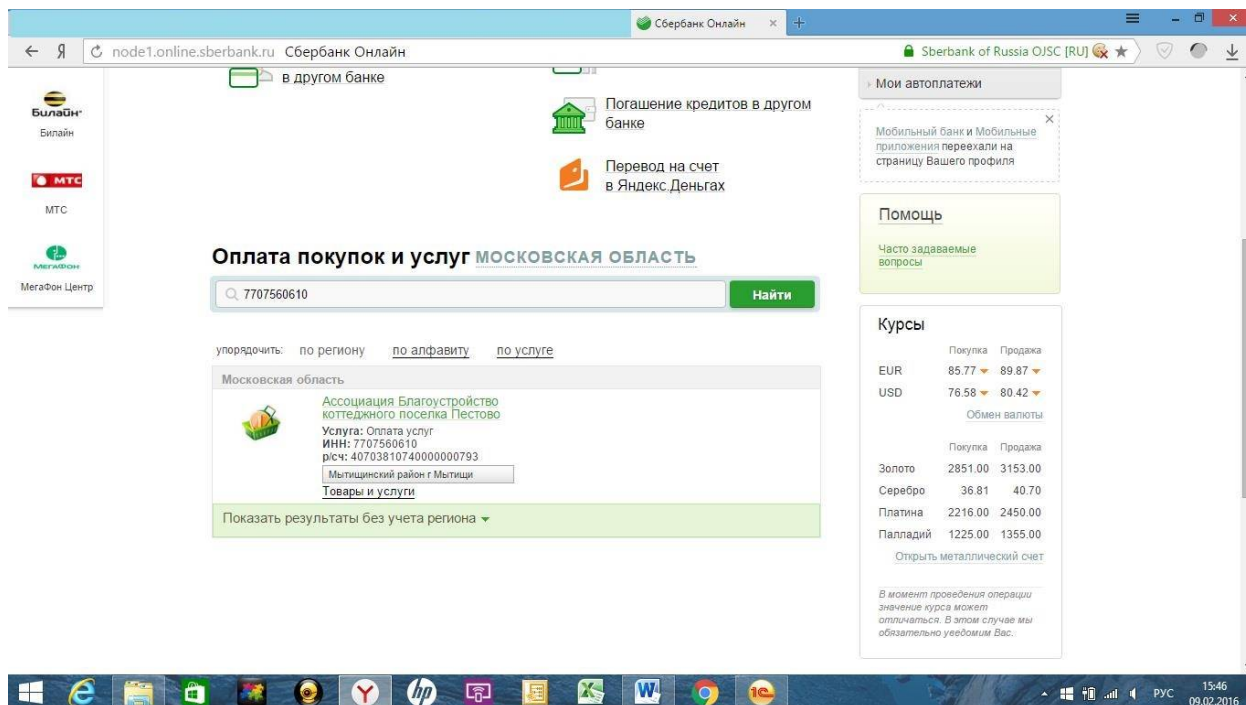 Сбербанк Онлайн
node1.online.sberbank.ru Сбербанк Онлайн
Sberbank of Russia OJSC [RU]
Билайн·
Билайн
МТС
МТС
МЕГАФОН
МегаФон Центр
в другом банке
Погашение кредитов в другом
банке
Перевод на счет
в Яндекс.Деньгах
Оплата покупок и услуг МОСКОВСКАЯ ОБЛАСТЬ
7707560610
Найти
упорядочить: по региону по алфавиту по услуге
Московская область
Ассоциация Благоустройство
коттеджного поселка Пестово
Услуга: Оплата услуг
ИНН: 7707560610
р/сч: 40703810740000000793
Мытищинский район г Мытищи
Товары и услуги
Показать результаты без учета региона
Мои автоплатежи
Мобильный банк и Мобильные
приложения переехали на
страницу Вашего профиля
Помощь
Часто задаваемые
вопросы
Курсы
Покупка Продажа
EUR 85.77 89.87
USD 76.58 80.42
Обмен валюты
Покупка Продажа
Золото 2851.00 3153.00
Серебро 36.81 40.70
Платина 2216.00 2450.00
Палладий 1225.00 1355.00
Открыть металлический счет
В момент проведения операции
значение курса может
отличаться. В этом случае мы
обязательно уведомим Вас.
РУС
15:46
09.02.2016